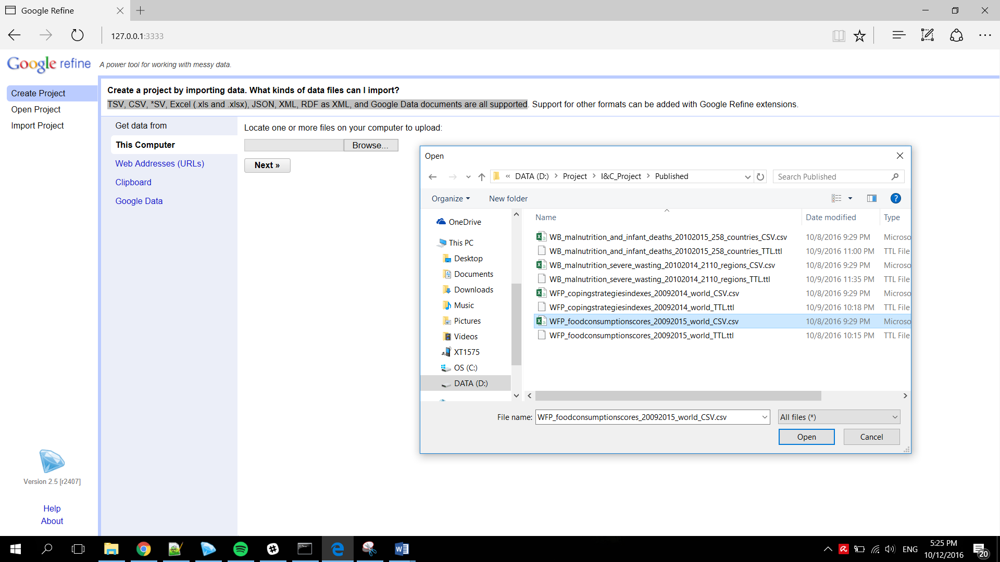 Google Refine
127.0.0.1:3333
Google refine A power tool for working with messy data.
Create Project
Open Project
Import Project
Create a project by importing data. What kinds of data files can I import?
TSV, CSV, *SV, Excel (.xls and .xlsx), JSON, XML, RDF as XML, and Google Data documents are all supported. Support for other formats can be added with Google Refine extensions.
Get data from
This Computer
Web Addresses (URLs)
Clipboard
Google Data
Locate one or more files on your computer to upload:
Browse...
Next »
Open
« DATA (D:) > Project > I&C_Project > Published
Search Published
Organize
New folder
OneDrive
This PC
Desktop
Documents
Downloads
Music
Pictures
Videos
XT1575
OS (C:)
DATA (D:)
Name Date modified Type
WB_malnutrition_and_infant_deaths_20102015_258_countries_CSV.csv 10/8/2016 9:29 PM Microso
WB_malnutrition_and_infant_deaths_20102015_258_countries_TTL.ttl 10/9/2016 11:00 PM TTL File
WB_malnutrition_severe_wasting_20102014_2110_regions_CSV.csv 10/8/2016 9:29 PM Microso
WB_malnutrition_severe_wasting_20102014_2110_regions_TTL.ttl 10/9/2016 11:35 PM TTL File
WFP_copingstrategiesindexes_20092014_world_CSV.csv 10/8/2016 9:29 PM Microso
WFP_copingstrategiesindexes_20092014_world_TTL.ttl 10/9/2016 10:18 PM TTL File
WFP_foodconsumptionscores_20092015_world_CSV.csv 10/8/2016 9:29 PM Microso
WFP_foodconsumptionscores_20092015_world_TTL.ttl 10/8/2016 10:15 PM TTL File
File name: WFP_foodconsumptionscores_20092015_world_CSV.csv
All files (*)
Open
Cancel
Version 2.5 [r2407]
Help
About
ENG
5:25 PM
10/12/2016
20